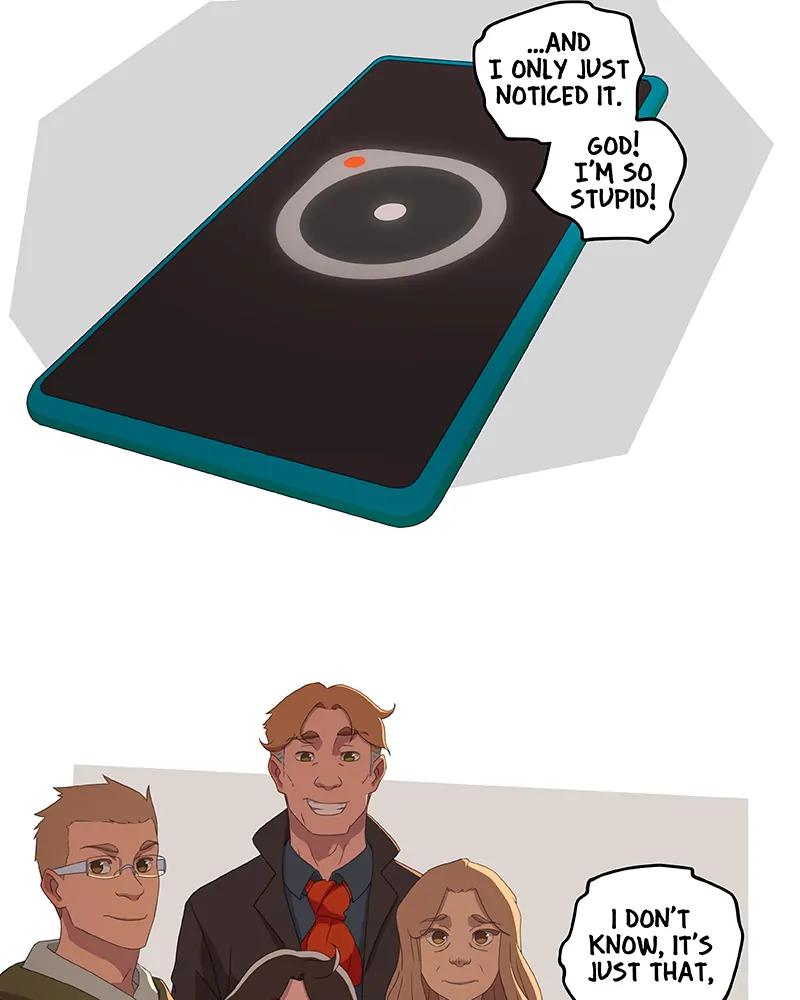 ...AND
I ONLY JUST
NOTICED IT.
GOD!
I'M SO
STUPID!
I DON'T
KNOW, IT'S
JUST THAT,